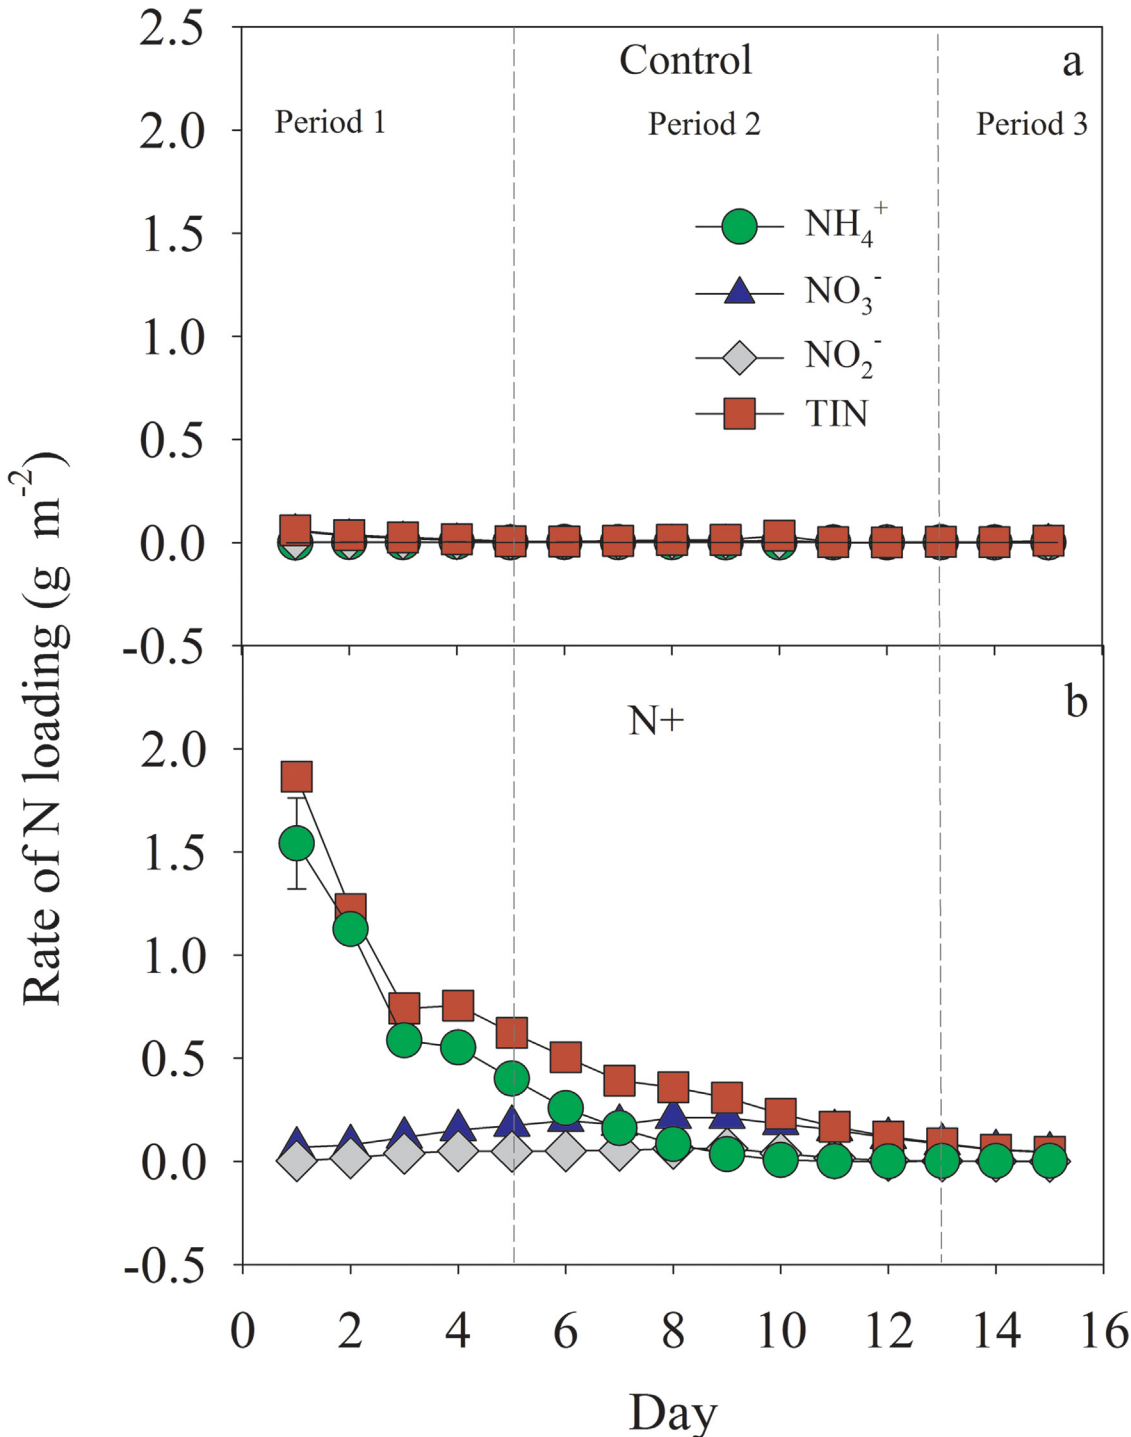 2.5
Control
a
Period 1
Period 2
Period 3
2.0
NH₄⁺
1.5
NO₃⁻
1.0
NO₂⁻
TIN
0.5
0.0
-0.5
Rate of N loading (g m⁻²)
N+
b
2.0
1.5
1.0
0.5
0.0
-0.5
0 2 4 6 8 10 12 14 16
Day